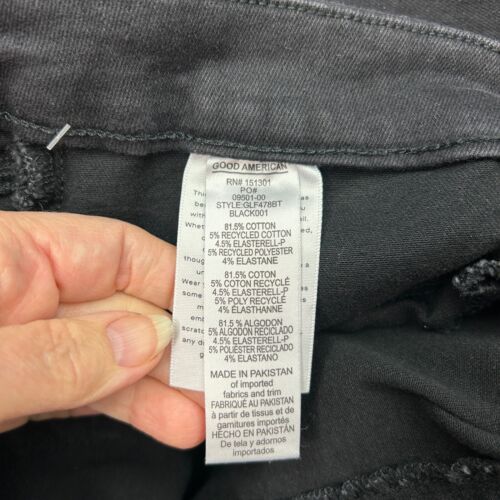 GOOD AMERICAN
RN# 151301
PO#
09501-00
STYLE:GLF478BT
BLACK001
81.5% COTTON
5% RECYCLED COTTON
4.5% ELASTERELL-P
5% RECYCLED POLYESTER
4% ELASTANE
81.5% COTON
5% COTON RECYCLÉ
4.5% ELASTERELL-P
5% POLY RECYCLÉ
4% ÉLASTHANNE
81.5 % ALGODON
5% ALGODÓN RECICLADO
4.5% ELASTERELL-P
5% POLIÉSTER RECICLADO
4% ELASTANO
MADE IN PAKISTAN
of imported
fabrics and trim
FABRIQUÉ AU PAKISTAN
à partir de tissus et de
garnitures importés
HECHO EN PAKISTAN
De tela y adornos
importados